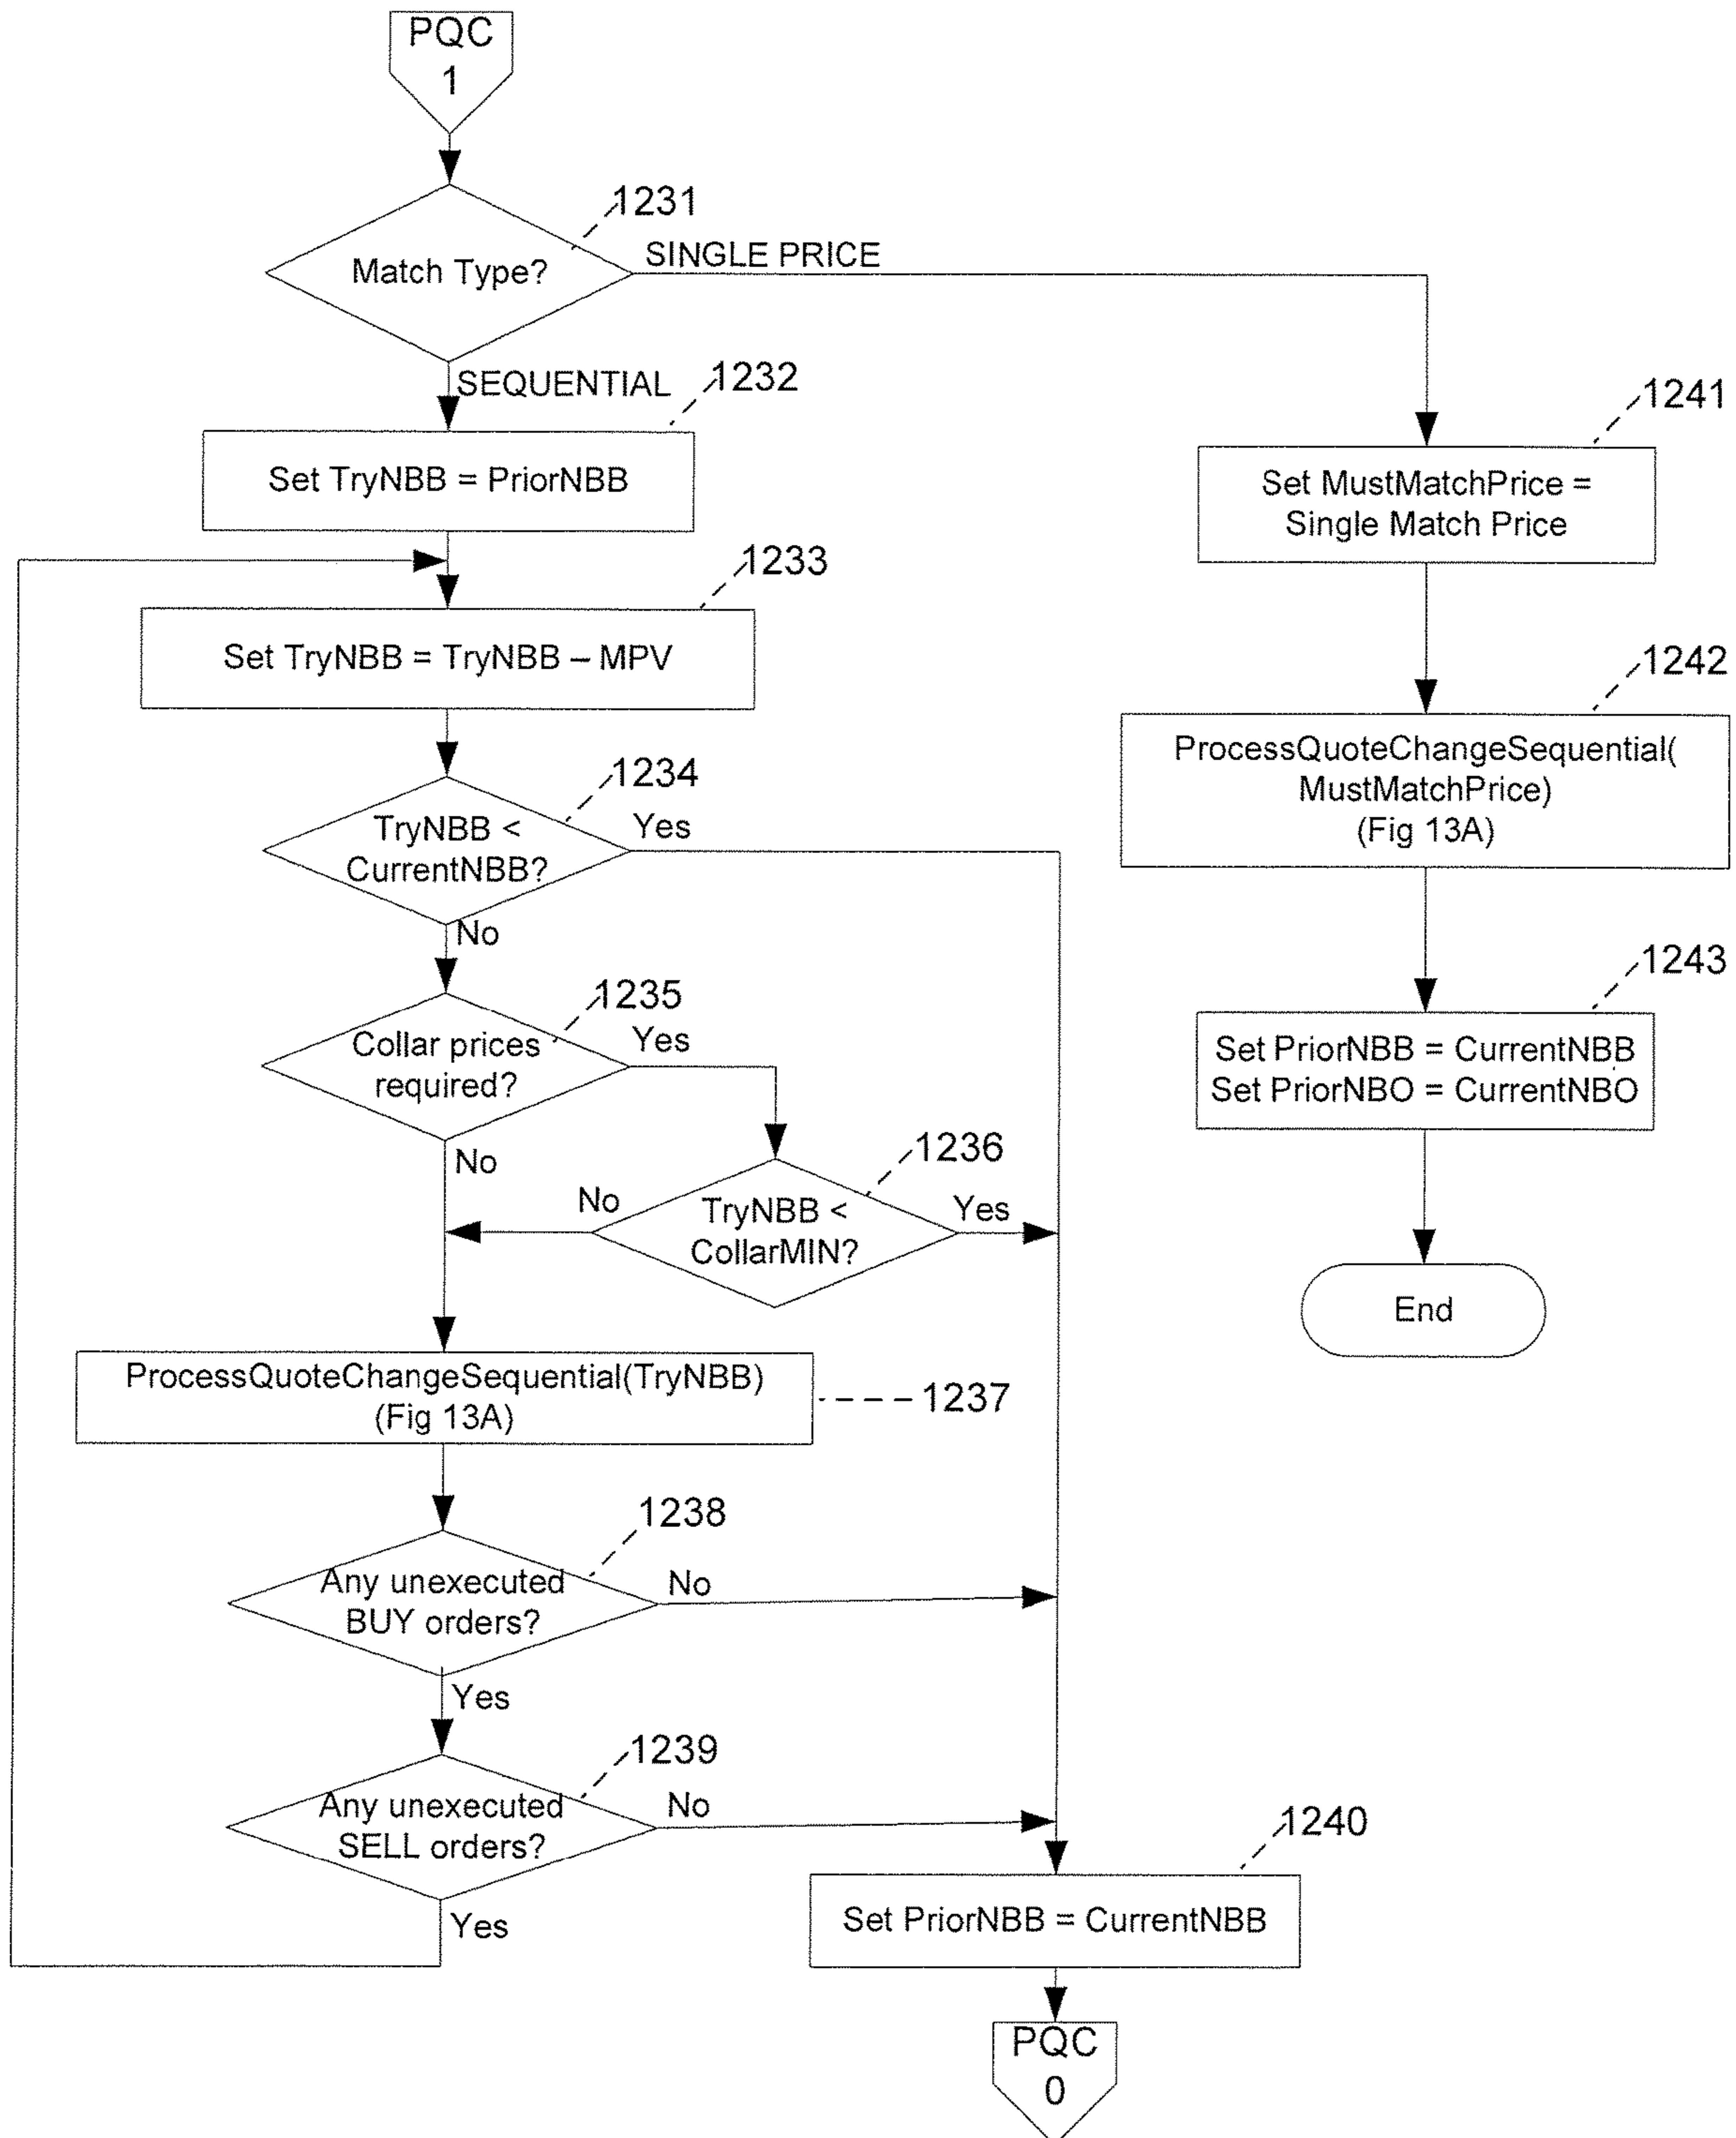 PQC
1
1231
Match Type?
SINGLE PRICE
SEQUENTIAL
1232
Set TryNBB = PriorNBB
1241
Set MustMatchPrice =
Single Match Price
1233
Set TryNBB = TryNBB – MPV
1242
ProcessQuoteChangeSequential(
MustMatchPrice)
(Fig 13A)
1234
TryNBB <
CurrentNBB?
Yes
No
1243
Set PriorNBB = CurrentNBB
Set PriorNBO = CurrentNBO
1235
Collar prices
required?
Yes
No
1236
TryNBB <
CollarMIN?
No
Yes
End
ProcessQuoteChangeSequential(TryNBB)
(Fig 13A)
1237
1238
Any unexecuted
BUY orders?
No
Yes
1239
Any unexecuted
SELL orders?
No
Yes
1240
Set PriorNBB = CurrentNBB
PQC
0